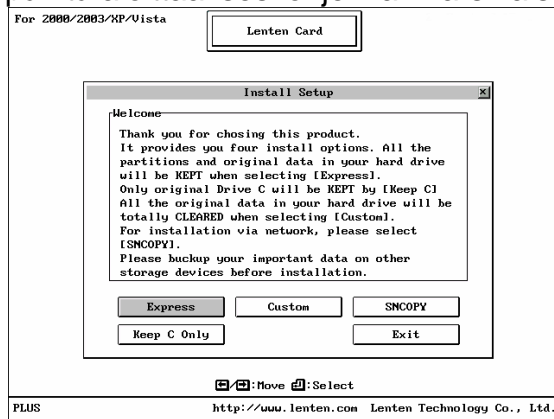 For 2000/2003/XP/Vista
Lenten Card
Install Setup
Welcome
Thank you for chosing this product.
It provides you four install options. All the
partitions and original data in your hard drive
will be KEPT when selecting [Express].
Only original Drive C will be KEPT by [Keep C]
All the original data in your hard drive will be
totally CLEARED when selecting [Custom].
For installation via network, please select
[SNCOPY].
Please buckup your important data on other
storage devices before installation.
Express Custom SNCOPY
Keep C Only Exit
:Move :Select
PLUS http://www.lenten.com Lenten Technology Co., Ltd.